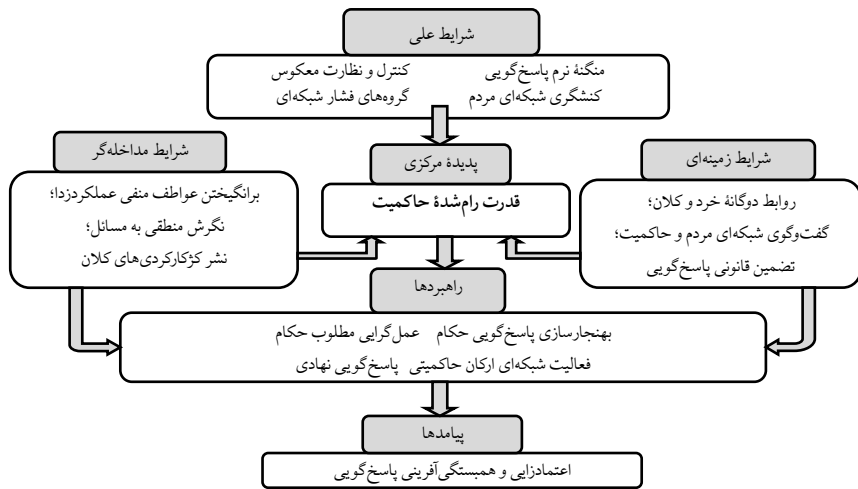 شرایط علی
منگنهٔ نرم پاسخ‌گویی کنترل و نظارت معکوس
کنشگری شبکه‌ای مردم گروه‌های فشار شبکه‌ای
شرایط زمینه‌ای
روابط دوگانهٔ خرد و کلان؛
گفت‌وگوی شبکه‌ای مردم و حاکمیت؛
تضمین قانونی پاسخ‌گویی
پدیدهٔ مرکزی
قدرت رام‌شدهٔ حاکمیت
شرایط مداخله‌گر
برانگیختن عواطف منفی عملکردزدا؛
نگرش منطقی به مسائل؛
نشر کژکارکردی‌های کلان
راهبردها
بهنجارسازی پاسخ‌گویی حکام عمل‌گرایی مطلوب حکام
فعالیت شبکه‌ای ارکان حاکمیتی پاسخ‌گویی نهادی
پیامدها
اعتمادزایی و همبستگی‌آفرینی پاسخ‌گویی